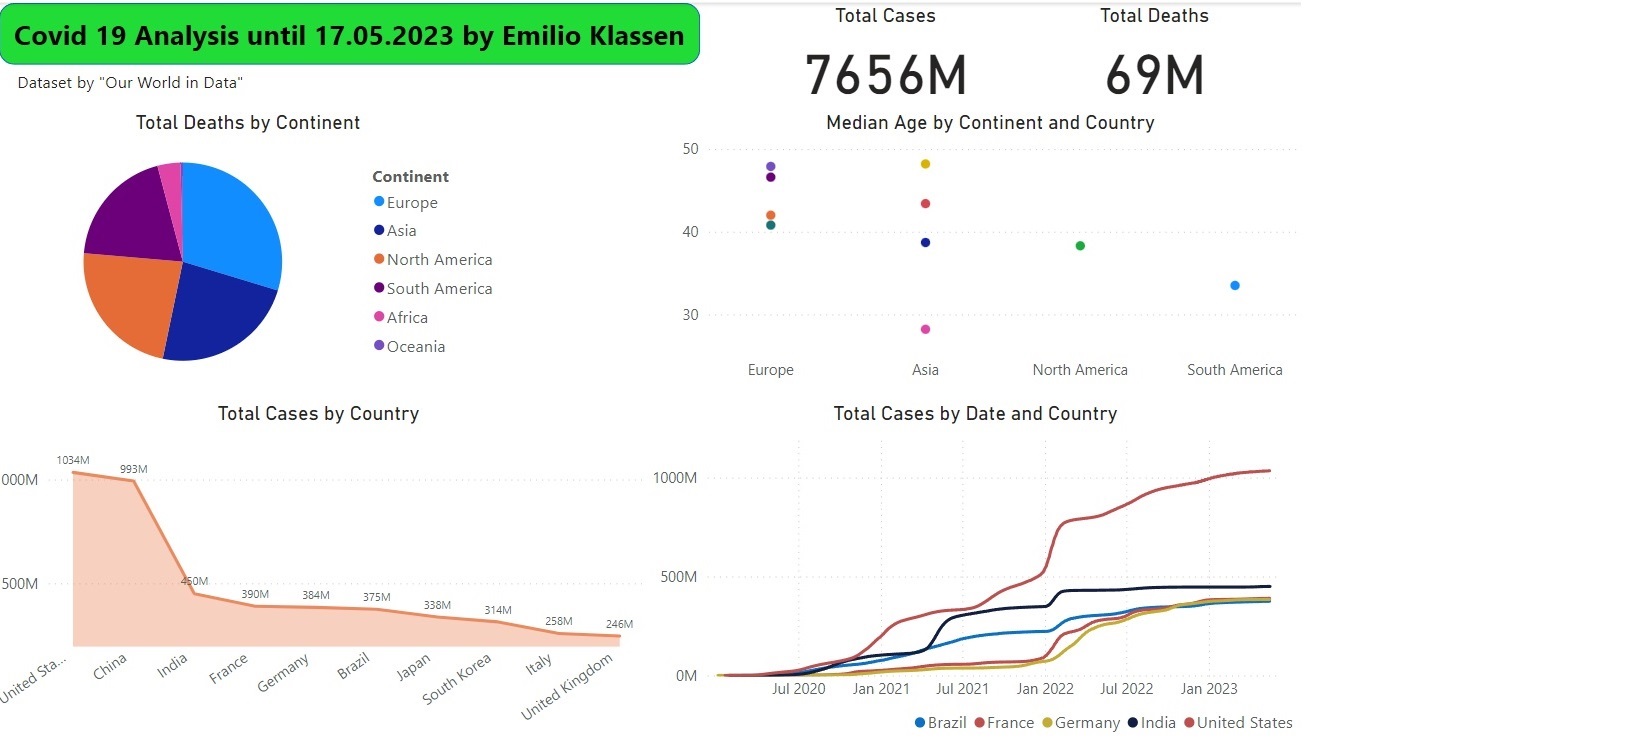 Covid 19 Analysis until 17.05.2023 by Emilio Klassen
Dataset by "Our World in Data"
Total Cases
7656M
Total Deaths
69M
Total Deaths by Continent
Continent
Europe
Asia
North America
South America
Africa
Oceania
Median Age by Continent and Country
50
40
30
Europe
Asia
North America
South America
Total Cases by Country
000M
500M
1034M
993M
450M
390M
384M
375M
338M
314M
258M
246M
United Sta...
China
India
France
Germany
Brazil
Japan
South Korea
Italy
United Kingdom
Total Cases by Date and Country
1000M
500M
0M
Jul 2020
Jan 2021
Jul 2021
Jan 2022
Jul 2022
Jan 2023
Brazil
France
Germany
India
United States